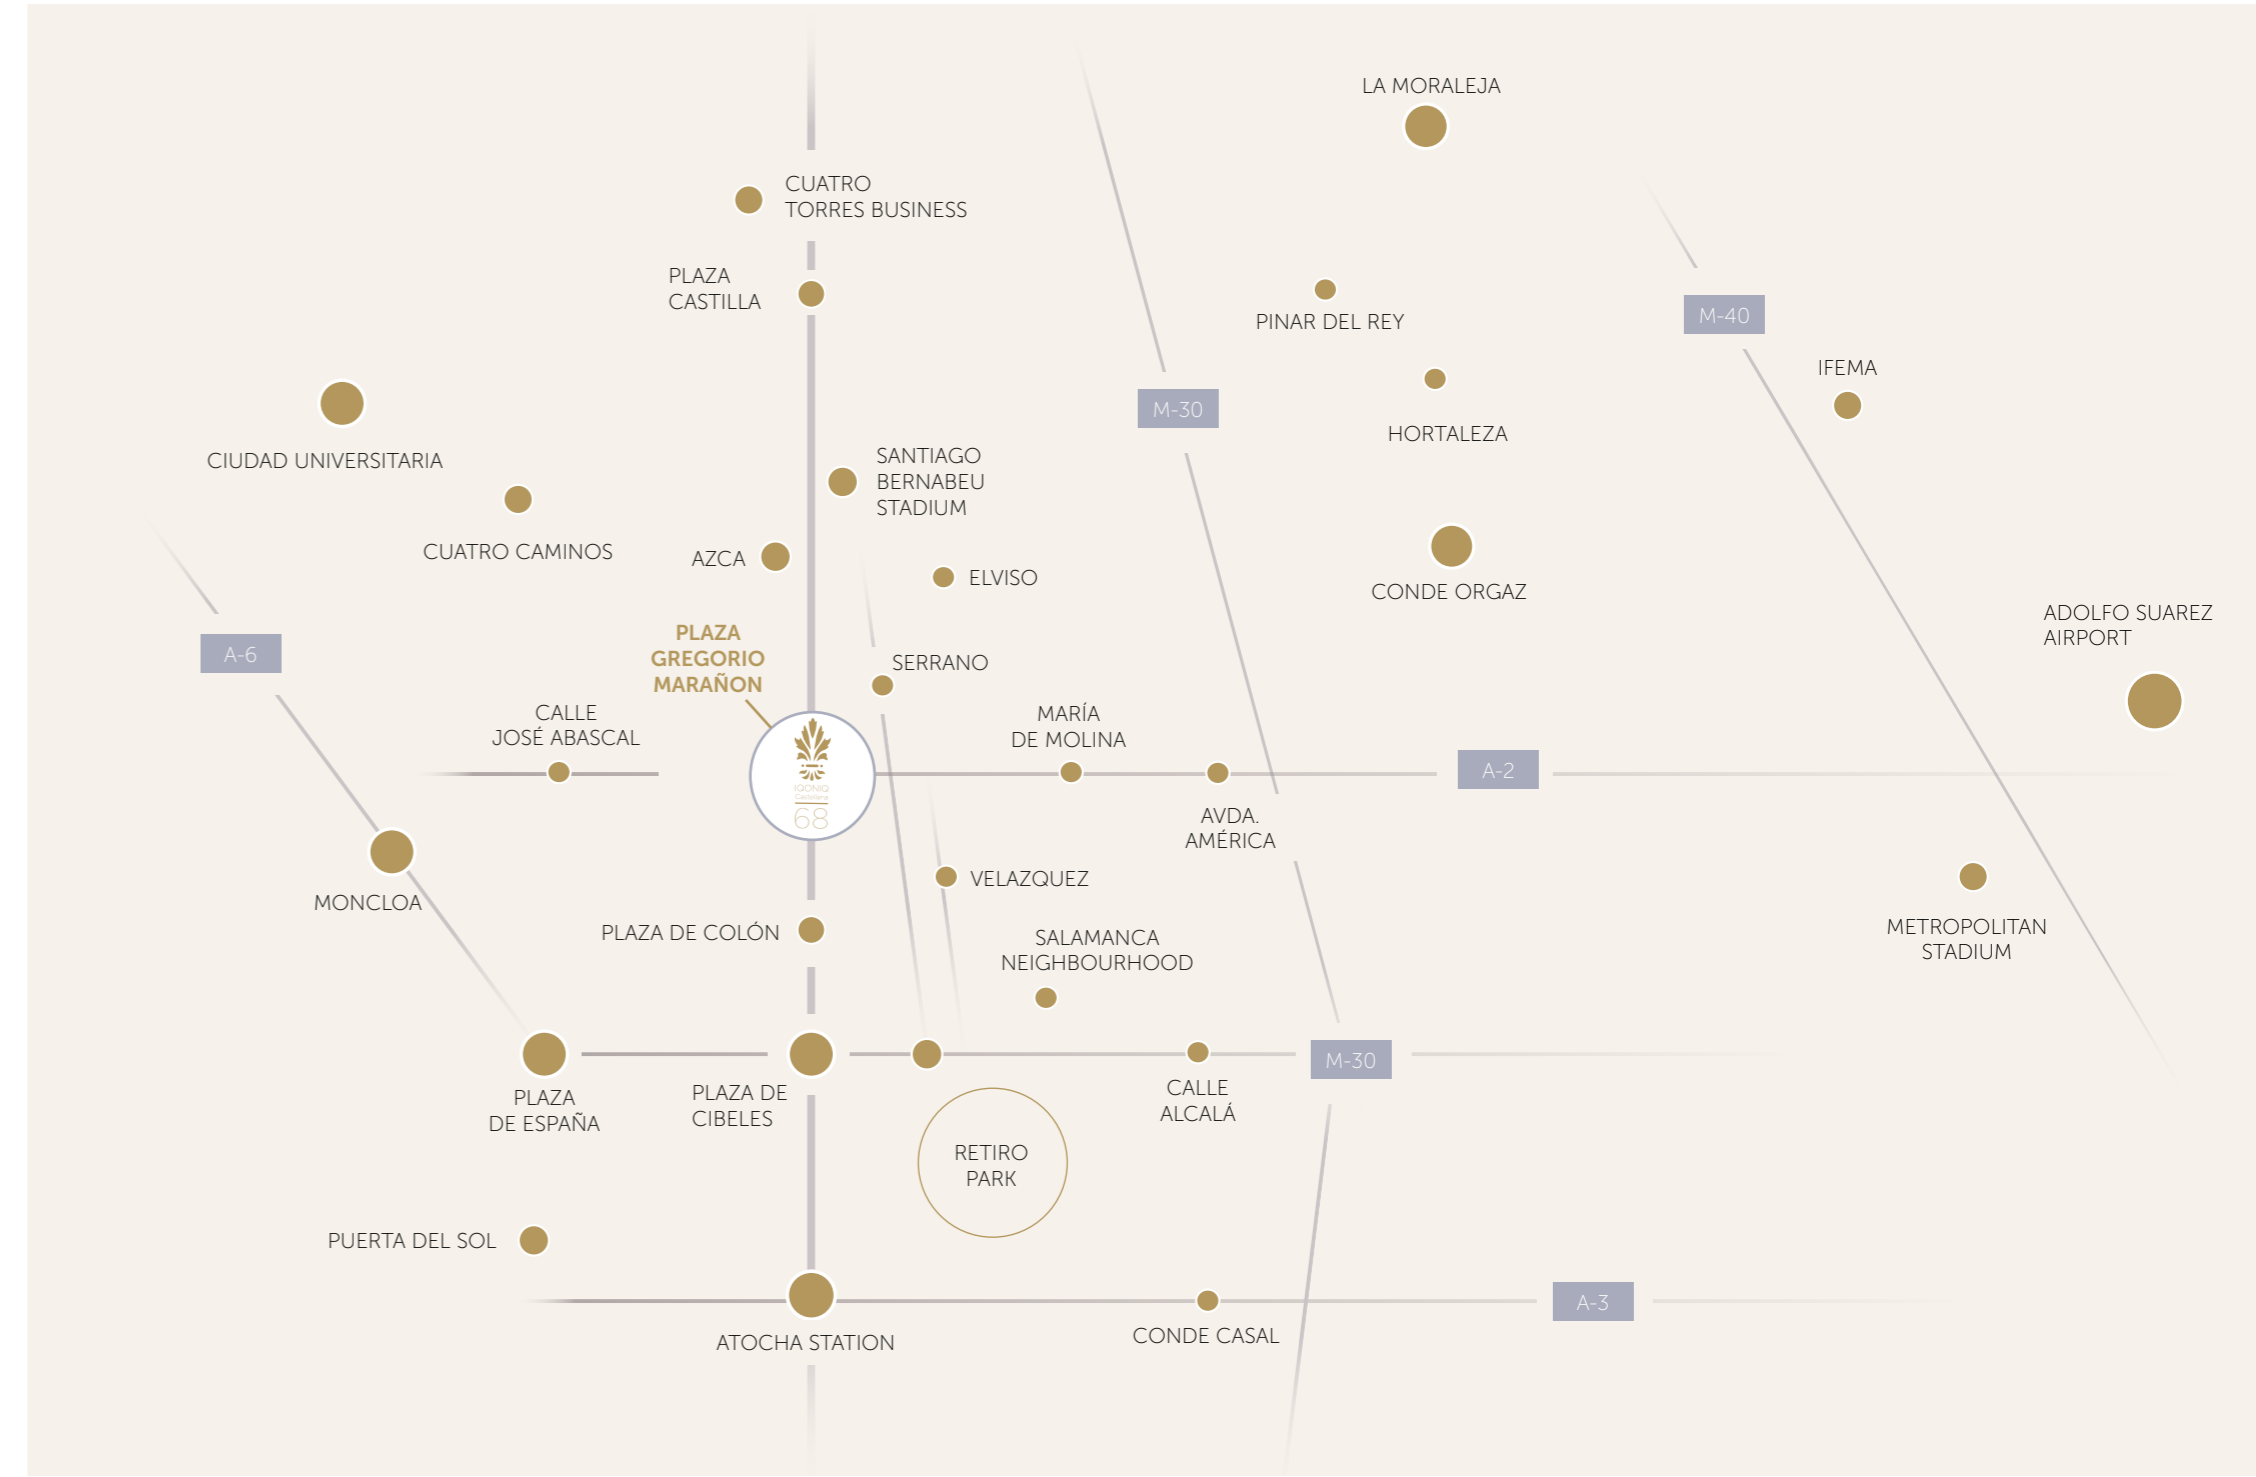 LA MORALEJA
CUATRO
TORRES BUSINESS
PLAZA
CASTILLA
PINAR DEL REY
M-40
IFEMA
M-30
HORTALEZA
CIUDAD UNIVERSITARIA
SANTIAGO
BERNABEU
STADIUM
CUATRO CAMINOS
AZCA
ELVISO
CONDE ORGAZ
ADOLFO SUAREZ
AIRPORT
PLAZA
GREGORIO
MARAÑON
A-6
SERRANO
CALLE
JOSÉ ABASCAL
MARÍA
DE MOLINA
A-2
IQONIQ
Castellana
68
AVDA.
AMÉRICA
MONCLOA
VELAZQUEZ
PLAZA DE COLÓN
SALAMANCA
NEIGHBOURHOOD
METROPOLITAN
STADIUM
M-30
PLAZA
DE ESPAÑA
PLAZA DE
CIBELES
CALLE
ALCALÁ
RETIRO
PARK
PUERTA DEL SOL
A-3
ATOCHA STATION
CONDE CASAL